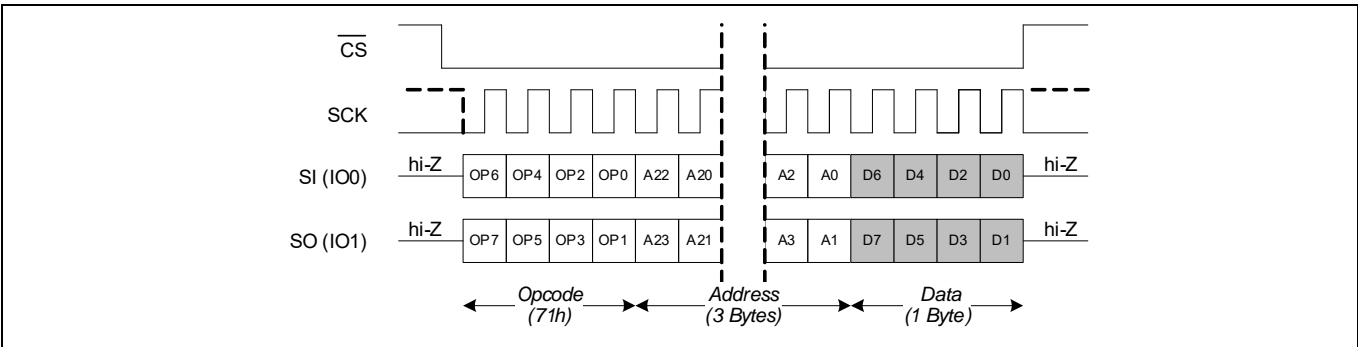 CS
SCK
SI (IO0) hi-Z OP6 OP4 OP2 OP0 A22 A20 A2 A0 D6 D4 D2 D0 hi-Z
SO (IO1) hi-Z OP7 OP5 OP3 OP1 A23 A21 A3 A1 D7 D5 D3 D1 hi-Z
Opcode Address Data
(71h) (3 Bytes) (1 Byte)